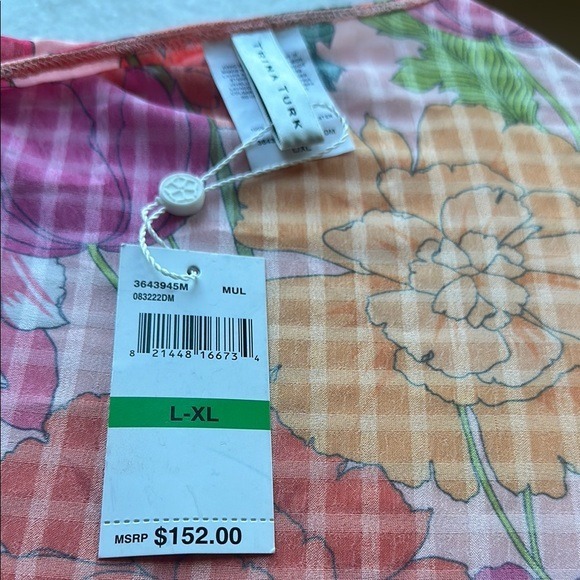 TRINA TURK
3643945M
MUL
083222DM
8 21448 16673 4
L-XL
MSRP $152.00